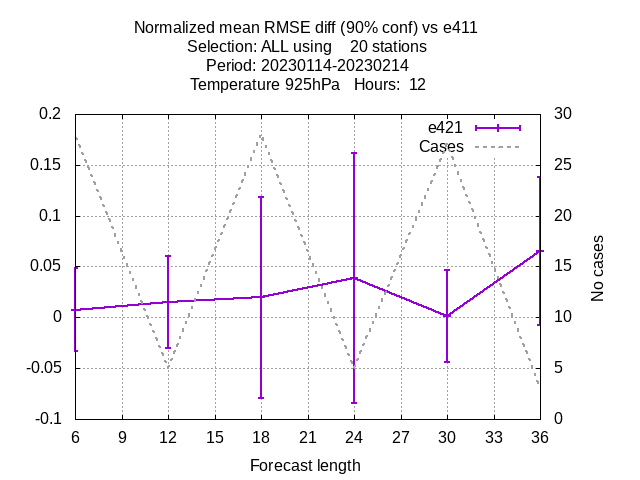 Normalized mean RMSE diff (90% conf) vs e411
Selection: ALL using    20 stations
Period: 20230114-20230214
Temperature 925hPa   Hours:  12
e421
Cases
0.2
0.15
0.1
0.05
0
-0.05
-0.1
30
25
20
15
10
5
0
No cases
6 9 12 15 18 21 24 27 30 33 36
Forecast length